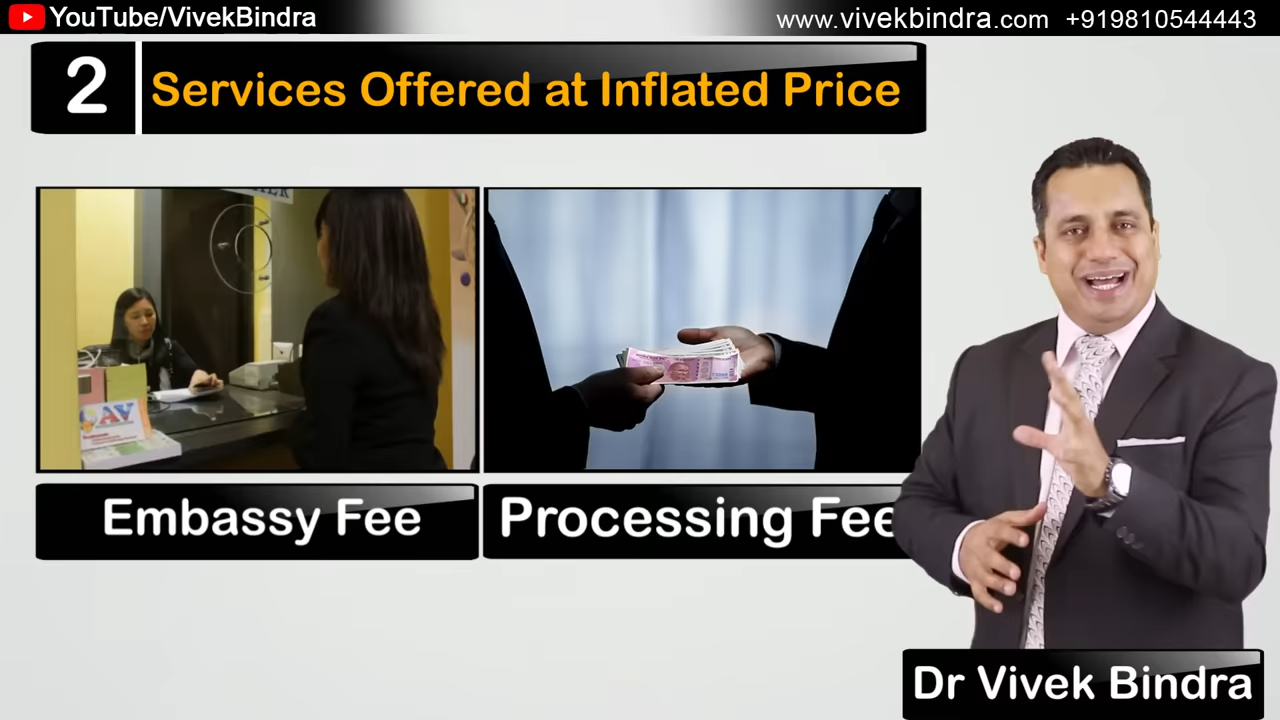 YouTube/VivekBindra
www.vivekbindra.com +919810544443
2
Services Offered at Inflated Price
AV
Embassy Fee
Processing Fee
Dr Vivek Bindra